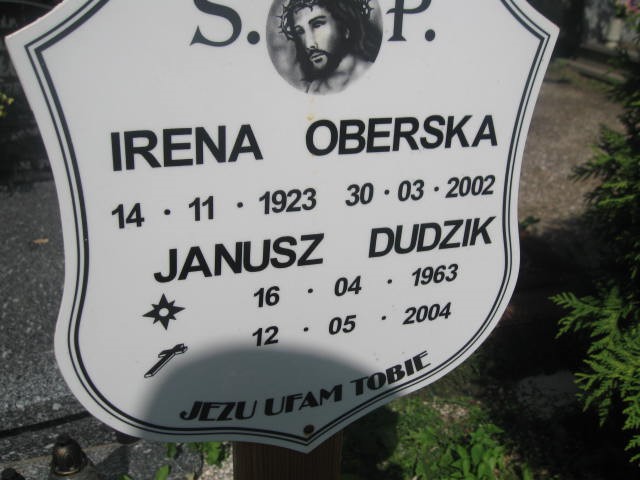 S. P.
IRENA OBERSKA
14 · 11 · 1923 30 · 03 · 2002
JANUSZ DUDZIK
16 · 04 · 1963
12 · 05 · 2004
JEZU UFAM TOBIE